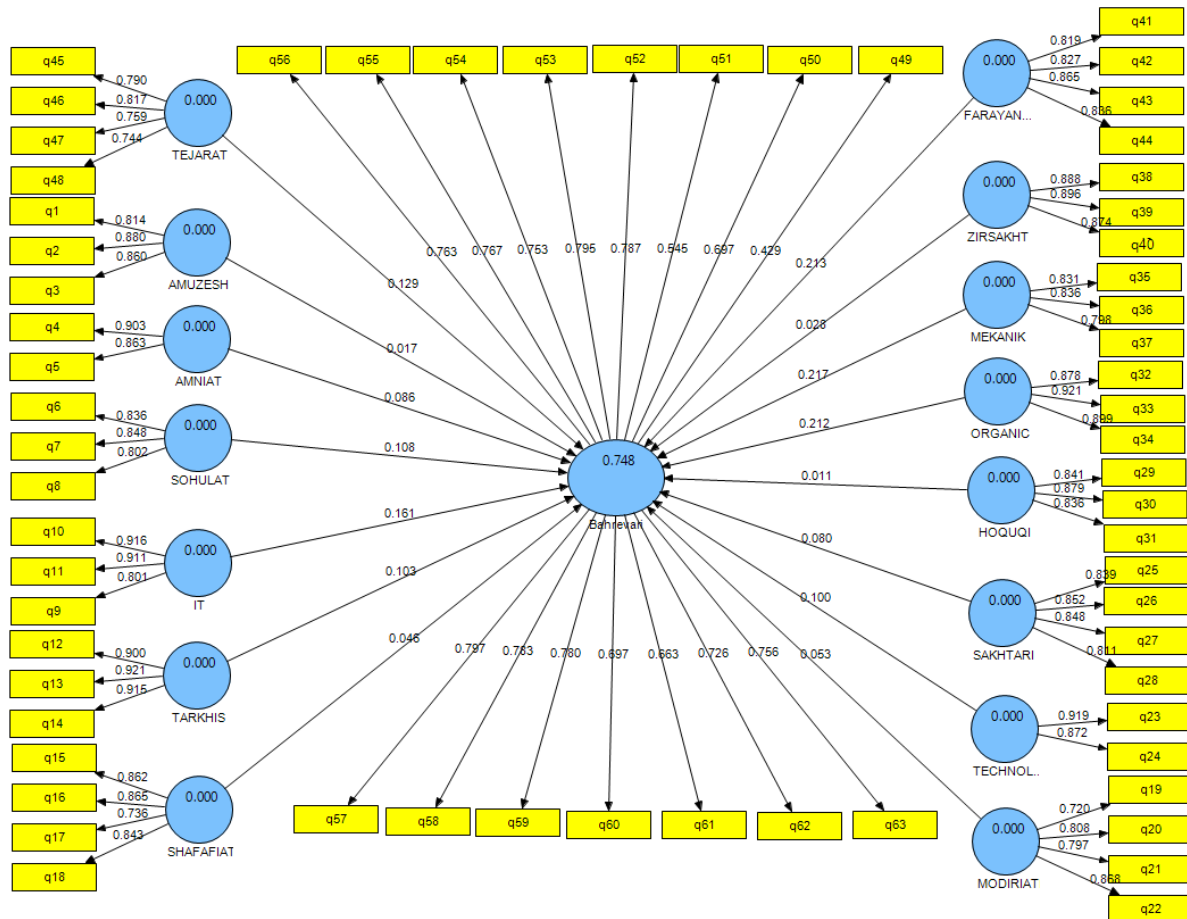 q45
q46
q47
q48
0.790
0.817
0.759
0.744
0.000
TEJARAT
q1
q2
q3
0.814
0.880
0.860
0.000
AMUZESH
q4
q5
0.903
0.863
0.000
AMNIAT
q6
q7
q8
0.836
0.848
0.802
0.000
SOHULAT
q10
q11
q9
0.916
0.911
0.801
0.000
IT
q12
q13
q14
0.900
0.921
0.915
0.000
TARKHIS
q15
q16
q17
q18
0.862
0.865
0.736
0.843
0.000
SHAFAFIAT
q56
q55
q54
q53
q52
q51
q50
q49
0.763
0.767
0.753
0.795
0.787
0.545
0.697
0.429
0.129
0.017
0.086
0.108
0.161
0.103
0.046
0.748
Bahrevari
0.213
0.028
0.217
0.212
0.011
0.080
0.100
0.053
0.797
0.783
0.780
0.697
0.663
0.726
0.756
q57
q58
q59
q60
q61
q62
q63
0.000
FARAYAN...
0.819
0.827
0.865
0.836
q41
q42
q43
q44
0.000
ZIRSAKHT
0.888
0.896
0.874
q38
q39
q40
0.000
MEKANIK
0.831
0.836
0.798
q35
q36
q37
0.000
ORGANIC
0.878
0.921
0.899
q32
q33
q34
0.000
HOQUQI
0.841
0.879
0.836
q29
q30
q31
0.000
SAKHTARI
0.839
0.852
0.848
0.811
q25
q26
q27
q28
0.000
TECHNOL..
0.919
0.872
q23
q24
0.000
MODIRIAT
0.720
0.808
0.797
0.868
q19
q20
q21
q22